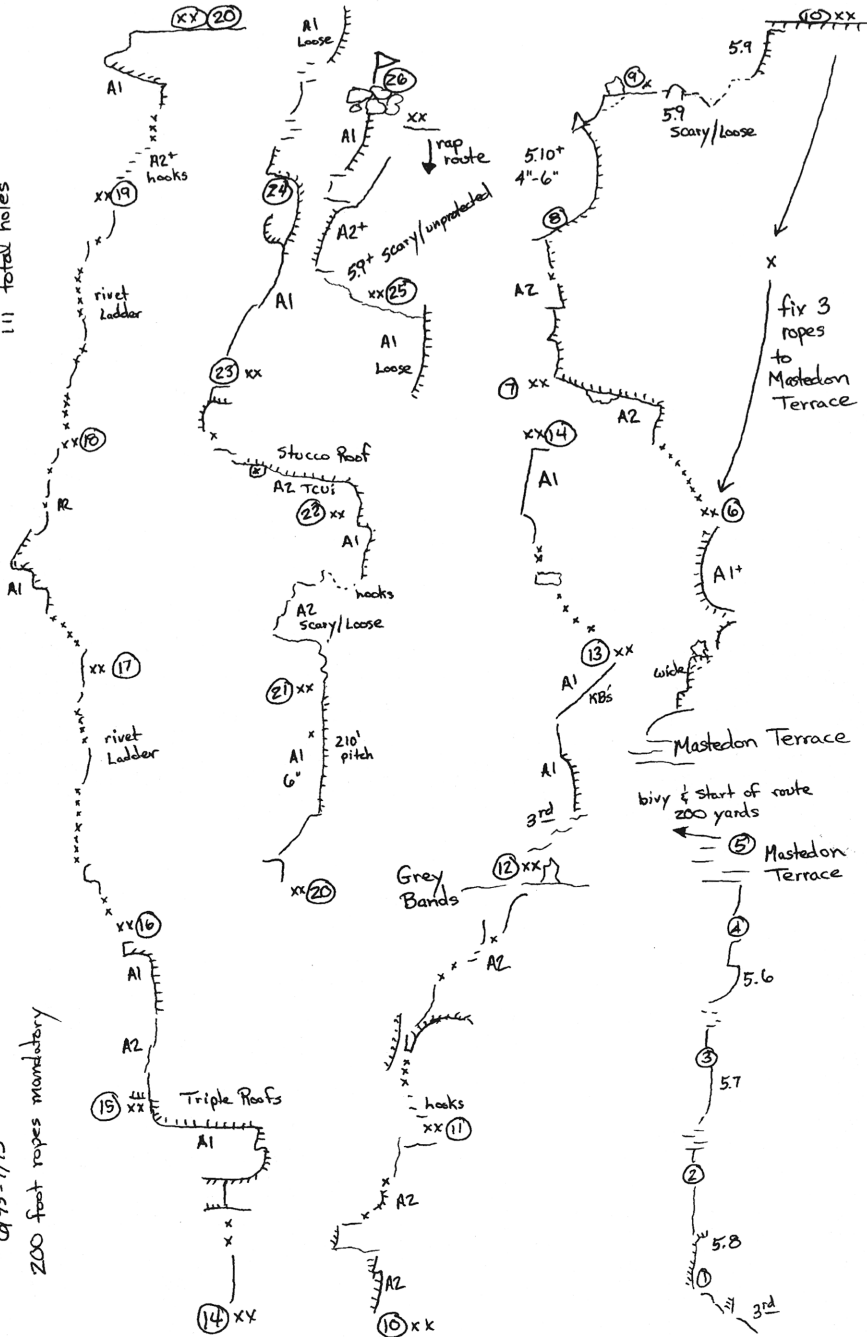 111 total holes
200 foot ropes mandatory
xx 20
A1
A2+
hooks
xx 19
rivet
Ladder
xx 18
A2
A1
xx 17
rivet
Ladder
xx 16
A1
A2
15 xx
Triple Roofs
A1
14 xx
A1
Loose
26
A1
xx
rap
route
24
A2+
5.9+ scary/unprotected
xx 25
A1
A1
Loose
23 xx
Stucco Roof
x
A2 TCU's
22 xx
A1
hooks
A2
Scary/Loose
21 xx
x
A1
6"
210'
pitch
xx 20
Grey
Bands
12 xx
x
A2
hooks
xx 11
A2
A2
10 xx
10 xx
5.9
9 x
5.9
scary/Loose
5.10+
4"-6"
8
x
A2
x
fix 3
ropes
to
Mastedon
Terrace
7 xx
A2
xx 6
A1+
wide
Mastedon Terrace
xx 14
A1
13 xx
A1
KB's
A1
3rd
bivy & start of route
200 yards
5
Mastedon
Terrace
4
5.6
3
5.7
2
5.8
1
3rd